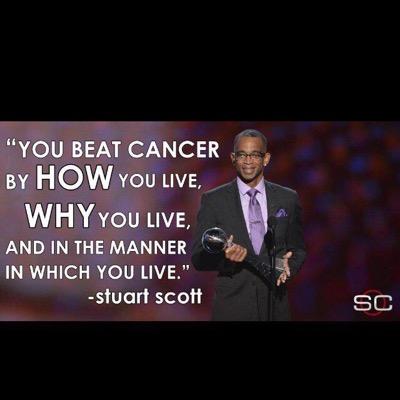 “YOU BEAT CANCER
BY HOW YOU LIVE,
WHY YOU LIVE,
AND IN THE MANNER
IN WHICH YOU LIVE.”
-stuart scott
SC